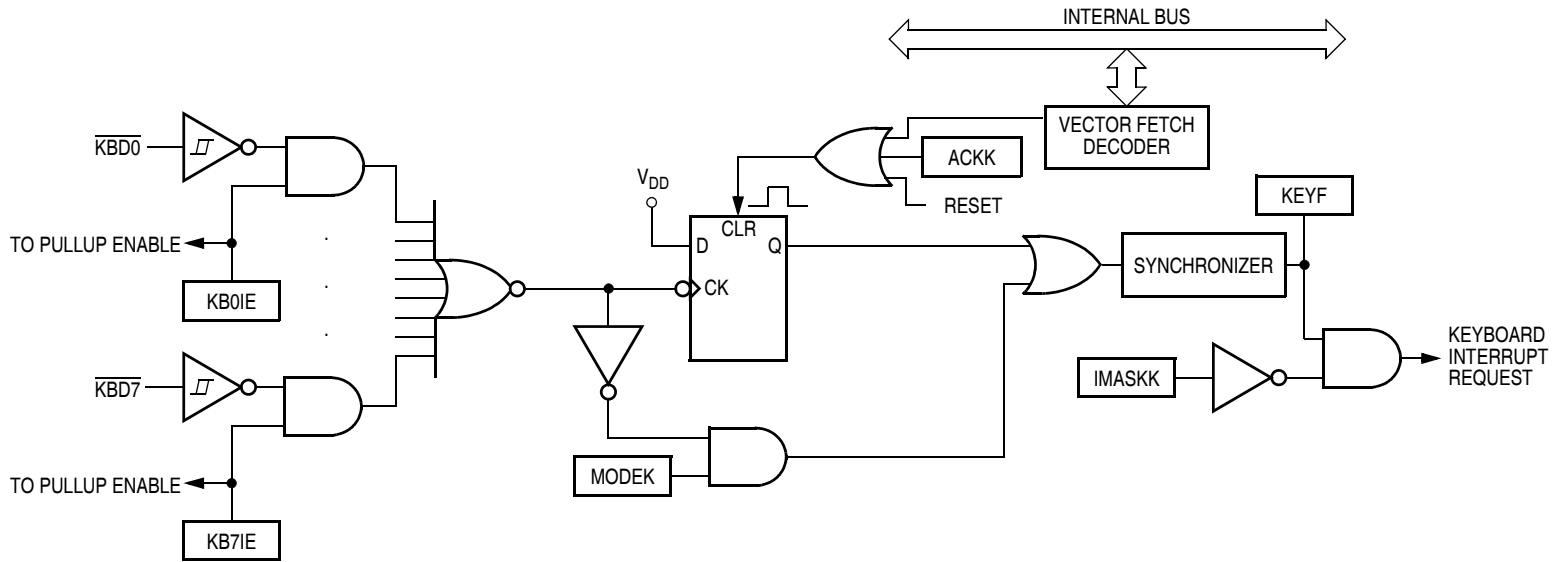 INTERNAL BUS
VECTOR FETCH
DECODER
ACKK
RESET
KBD0
TO PULLUP ENABLE
KB0IE
.
.
.
KBD7
TO PULLUP ENABLE
KB7IE
VDD
CLR
D
Q
CK
MODEK
SYNCHRONIZER
KEYF
IMASKK
KEYBOARD
INTERRUPT
REQUEST